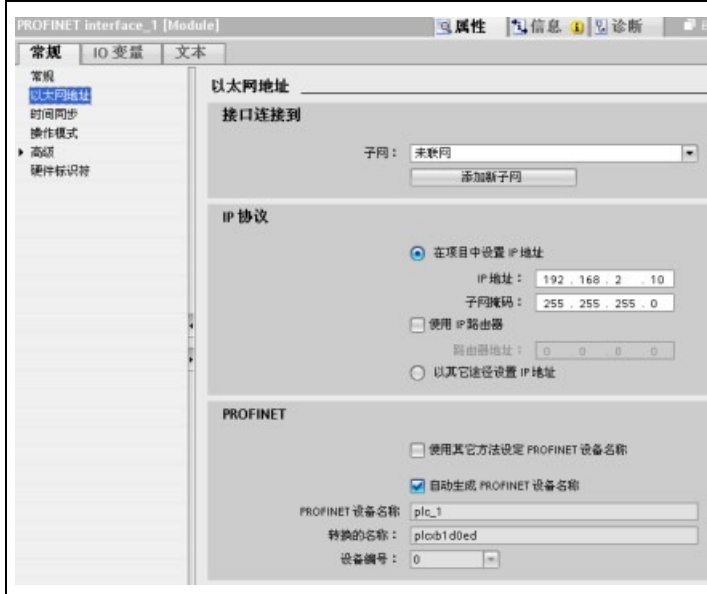 PROFINET interface_1 [Module]
属性 信息 诊断
常规 IO 变量 文本
常规
以太网地址
时间同步
操作模式
高级
硬件标识符
以太网地址
接口连接到
子网： 未联网
添加新子网
IP 协议
在项目中设置 IP 地址
IP 地址： 192 . 168 . 2 . 10
子网掩码： 255 . 255 . 255 . 0
使用 IP 路由器
路由器地址： 0 . 0 . 0 . 0
以其它途径设置 IP 地址
PROFINET
使用其它方法设定 PROFINET 设备名称
自动生成 PROFINET 设备名称
PROFINET 设备名称 plc_1
转换的名称： plcxb1d0ed
设备编号： 0